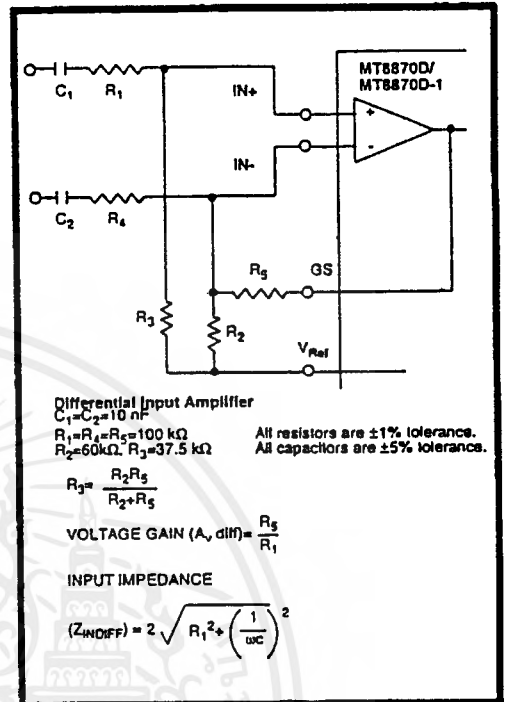 MT8870D/
MT8870D-1
C1 R1 IN+
+
IN-
-
C2 R4
R5 GS
R3 R2
VRef
Differential Input Amplifier
C1=C2=10 nF
R1=R4=R5=100 kΩ All resistors are ±1% tolerance.
R2=60kΩ, R3=37.5 kΩ All capacitors are ±5% tolerance.
R3= R2R5
R2+R5
VOLTAGE GAIN (Av diff)= R5
R1
INPUT IMPEDANCE
(ZINDIFF) = 2 √ R1² + ( 1 ) ²
ωc